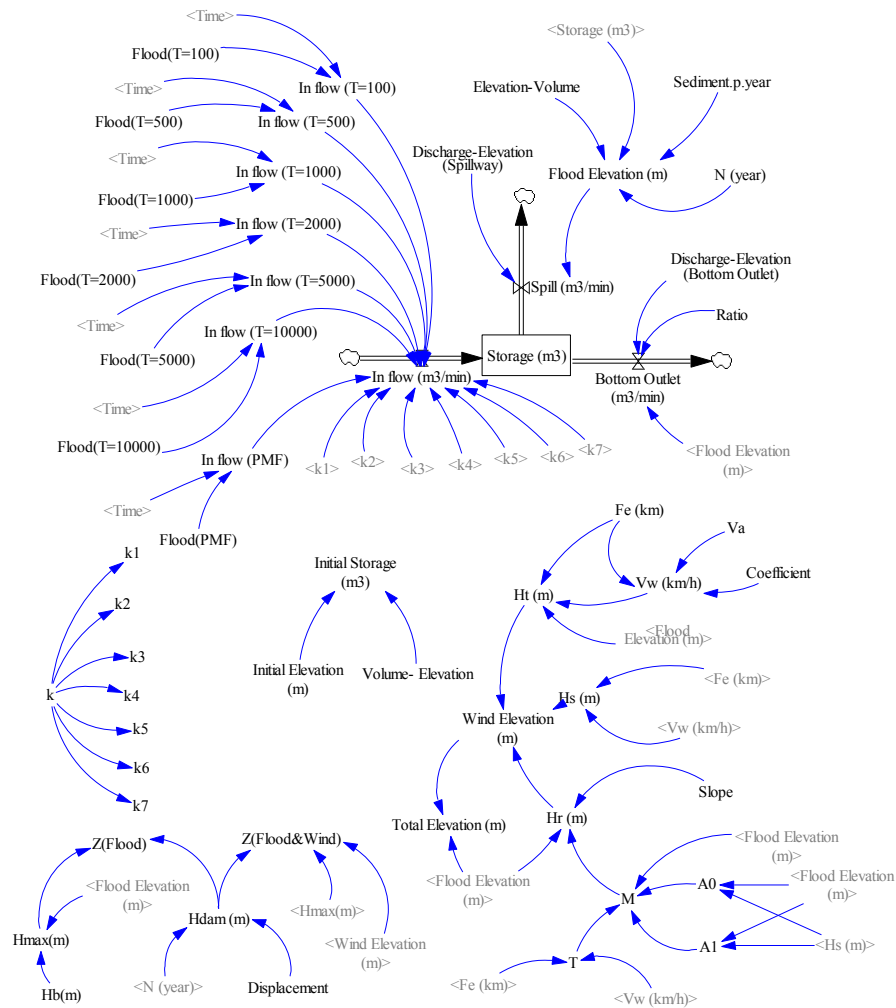 <Time>
Flood(T=100)
In flow (T=100)
<Time>
Flood(T=500)
In flow (T=500)
<Time>
Flood(T=1000)
In flow (T=1000)
<Time>
Flood(T=2000)
In flow (T=2000)
<Time>
Flood(T=5000)
In flow (T=5000)
<Time>
Flood(T=10000)
In flow (T=10000)
<Time>
Flood(PMF)
In flow (PMF)
In flow (m3/min)
<k1>
<k2>
<k3>
<k4>
<k5>
<k6>
<k7>
<Storage (m3)>
Elevation-Volume
Sediment.p.year
Discharge-Elevation
(Spillway)
Flood Elevation (m)
N (year)
Spill (m3/min)
Discharge-Elevation
(Bottom Outlet)
Ratio
Storage (m3)
Bottom Outlet
(m3/min)
<Flood Elevation
(m)>
k
k1
k2
k3
k4
k5
k6
k7
Initial Storage
(m3)
Initial Elevation
(m)
Volume- Elevation
Fe (km)
Va
Vw (km/h)
Coefficient
Ht (m)
<Flood
Elevation (m)>
Hs (m)
<Fe (km)>
<Vw (km/h)>
Wind Elevation
(m)
Slope
Total Elevation (m)
Hr (m)
<Flood Elevation
(m)>
<Flood Elevation
(m)>
M
A0
<Flood Elevation
(m)>
A1
<Hs (m)>
T
<Fe (km)>
<Vw (km/h)>
Z(Flood)
<Flood Elevation
(m)>
Hmax(m)
Hb(m)
Z(Flood&Wind)
Hdam (m)
<Hmax(m)>
<Wind Elevation
(m)>
<N (year)>
Displacement